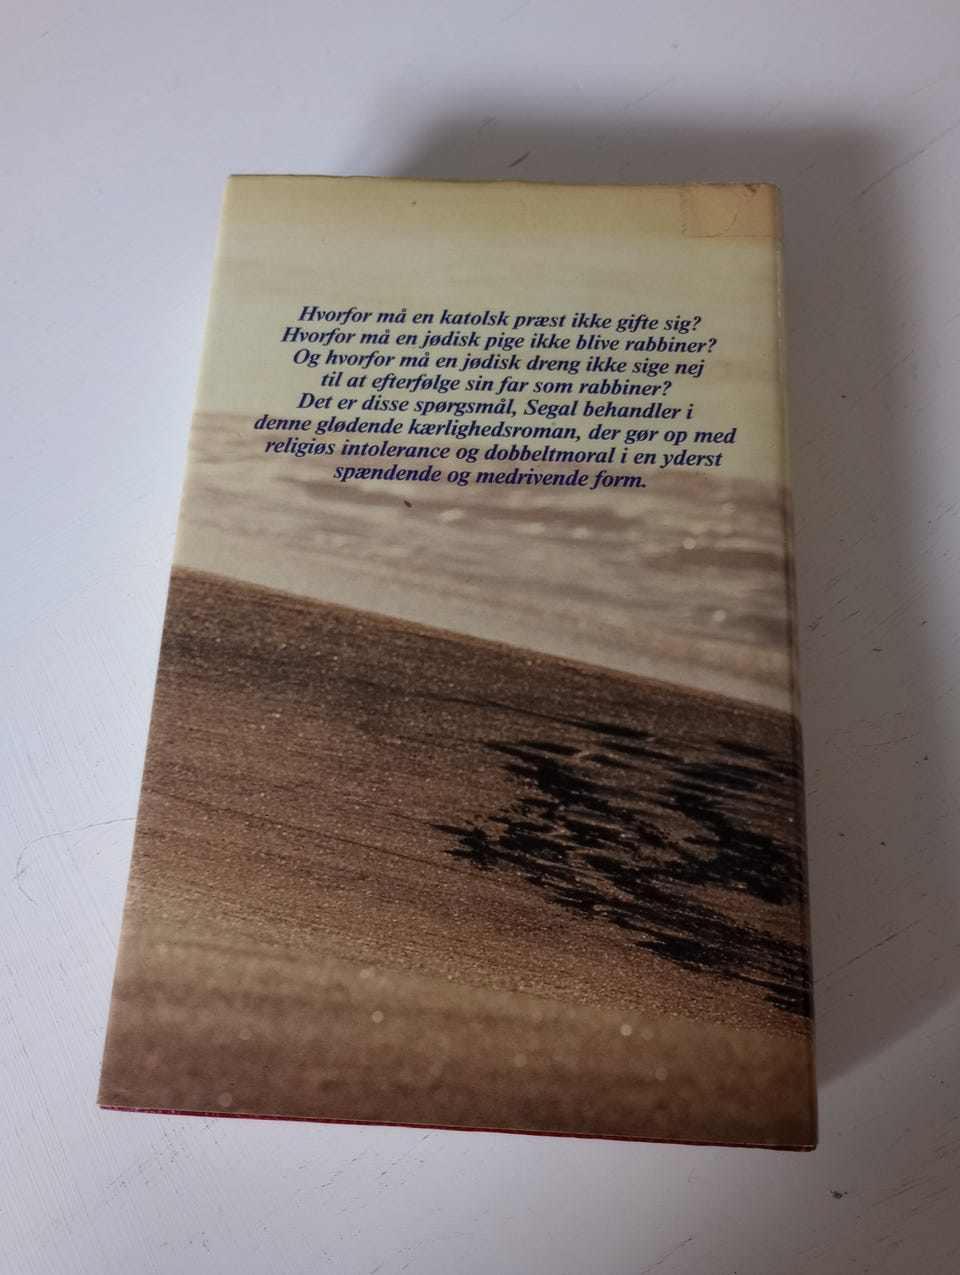 Hvorfor må en katolsk præst ikke gifte sig?
Hvorfor må en jødisk pige ikke blive rabbiner?
Og hvorfor må en jødisk dreng ikke sige nej
til at efterfølge sin far som rabbiner?
Det er disse spørgsmål, Segal behandler i
denne glødende kærlighedsroman, der gør op med
religiøs intolerance og dobbeltmoral i en yderst
spændende og medrivende form.